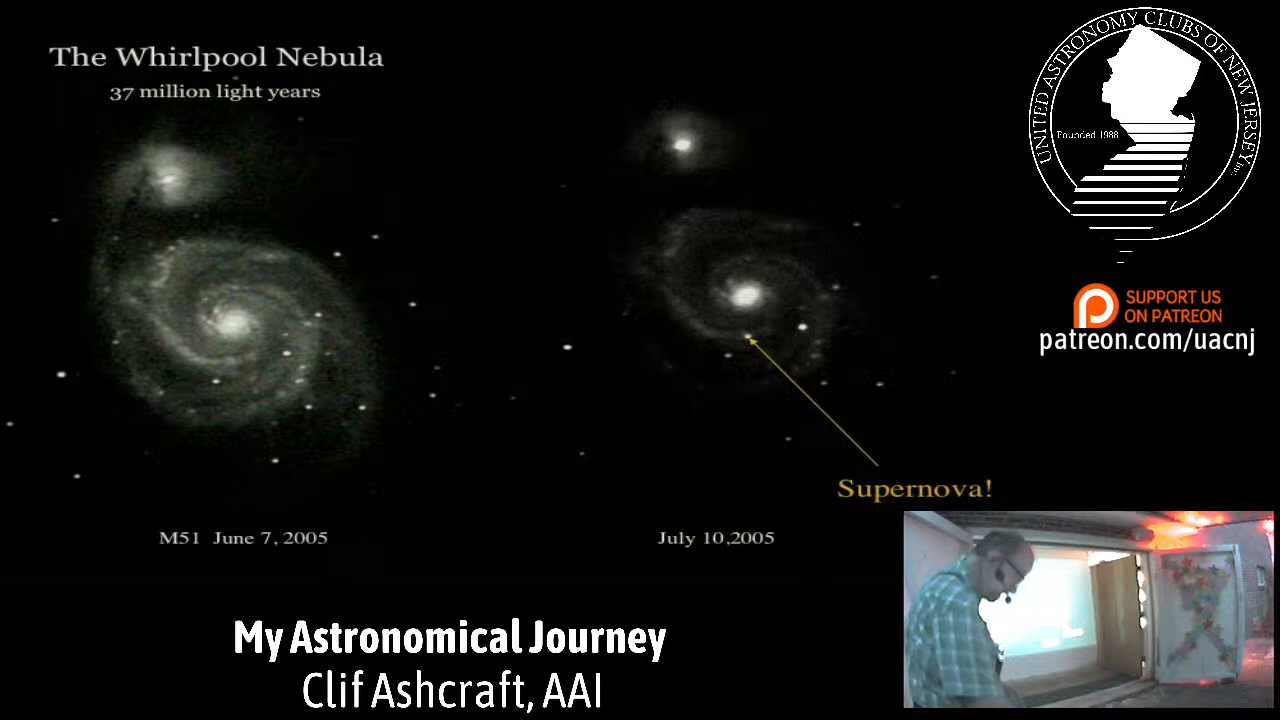 The Whirlpool Nebula
37 million light years
M51 June 7, 2005
July 10,2005
Supernova!
My Astronomical Journey
Clif Ashcraft, AAI
UNITED ASTRONOMY CLUBS OF NEW JERSEY, Inc.
Founded 1988
SUPPORT US
ON PATREON
patreon.com/uacnj